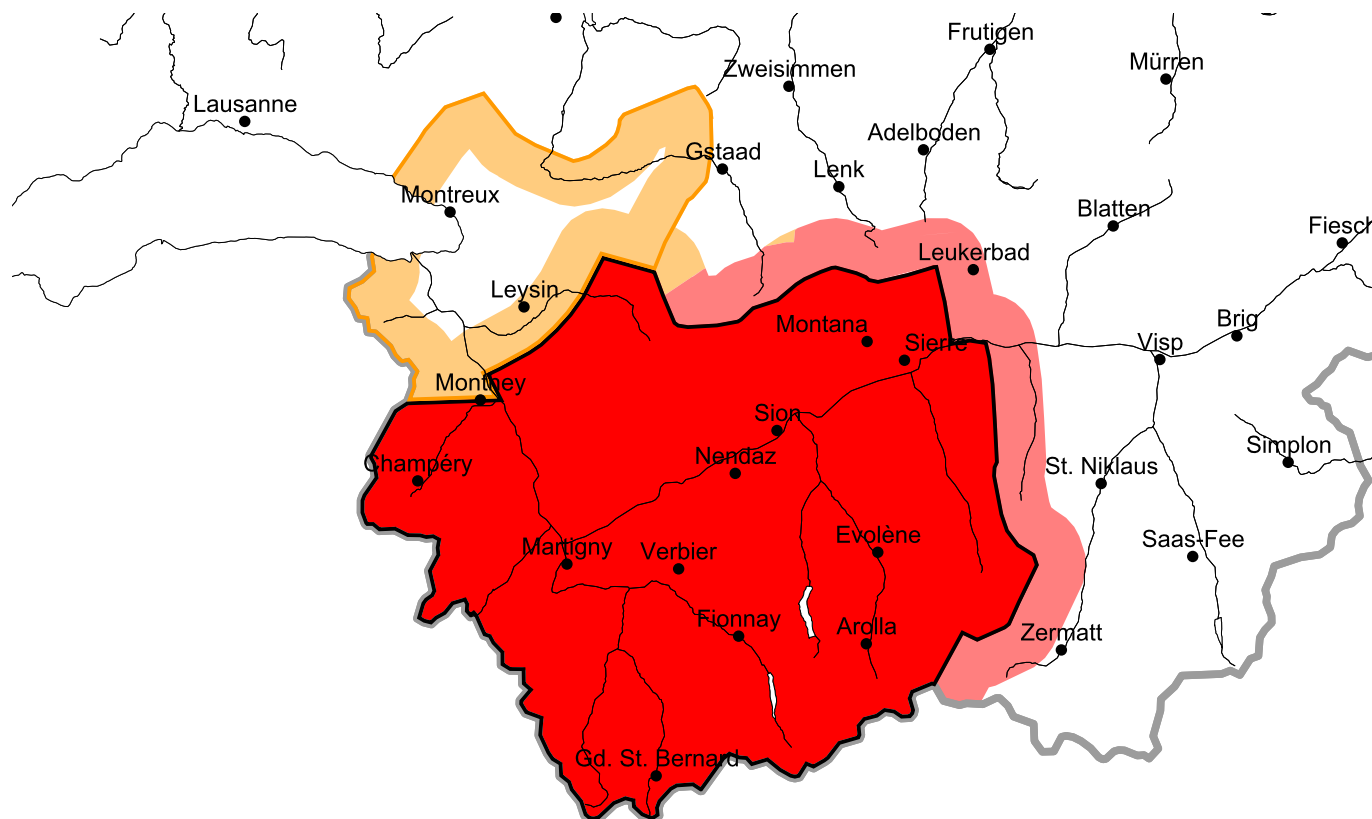 Frutigen
Mürren
Zweisimmen
Lausanne
Adelboden
Gstaad
Lenk
Montreux
Blatten
Fiesch
Leukerbad
Leysin
Brig
Montana
Sierre
Visp
Monthey
Sion
Simplon
Nendaz
Champéry
St. Niklaus
Evolène
Saas-Fee
Martigny
Verbier
Fionnay
Arolla
Zermatt
Gd. St. Bernard